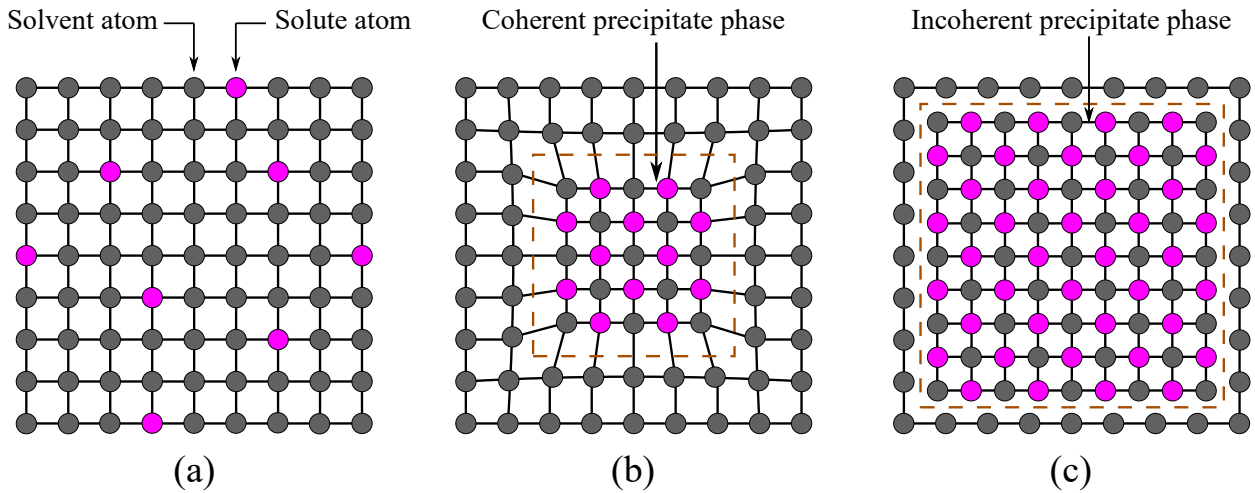 Solvent atom
Solute atom
Coherent precipitate phase
Incoherent precipitate phase
(a)
(b)
(c)